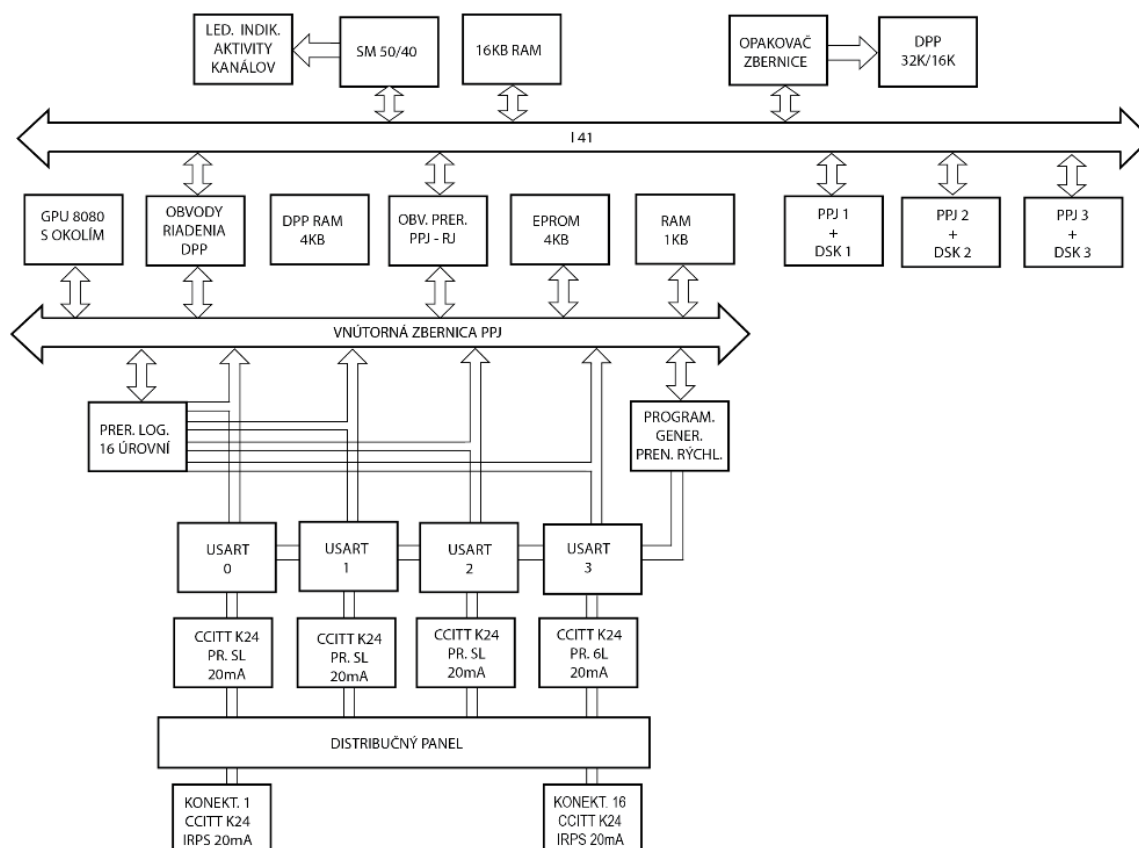 LED. INDIK.
AKTIVITY
KANÁLOV
SM 50/40
16KB RAM
OPAKOVAČ
ZBERNICE
DPP
32K/16K
I 41
GPU 8080
S OKOLÍM
OBVODY
RIADENIA
DPP
DPP RAM
4KB
OBV. PRER.
PPJ - RJ
EPROM
4KB
RAM
1KB
PPJ 1
+
DSK 1
PPJ 2
+
DSK 2
PPJ 3
+
DSK 3
VNÚTORNÁ ZBERNICA PPJ
PRER. LOG.
16 ÚROVNÍ
PROGRAM.
GENER.
PREN. RÝCHL.
USART
0
USART
1
USART
2
USART
3
CCITT K24
PR. SL
20mA
CCITT K24
PR. SL
20mA
CCITT K24
PR. SL
20mA
CCITT K24
PR. 6L
20mA
DISTRIBUČNÝ PANEL
KONEKT. 1
CCITT K24
IRPS 20mA
KONEKT. 16
CCITT K24
IRPS 20mA